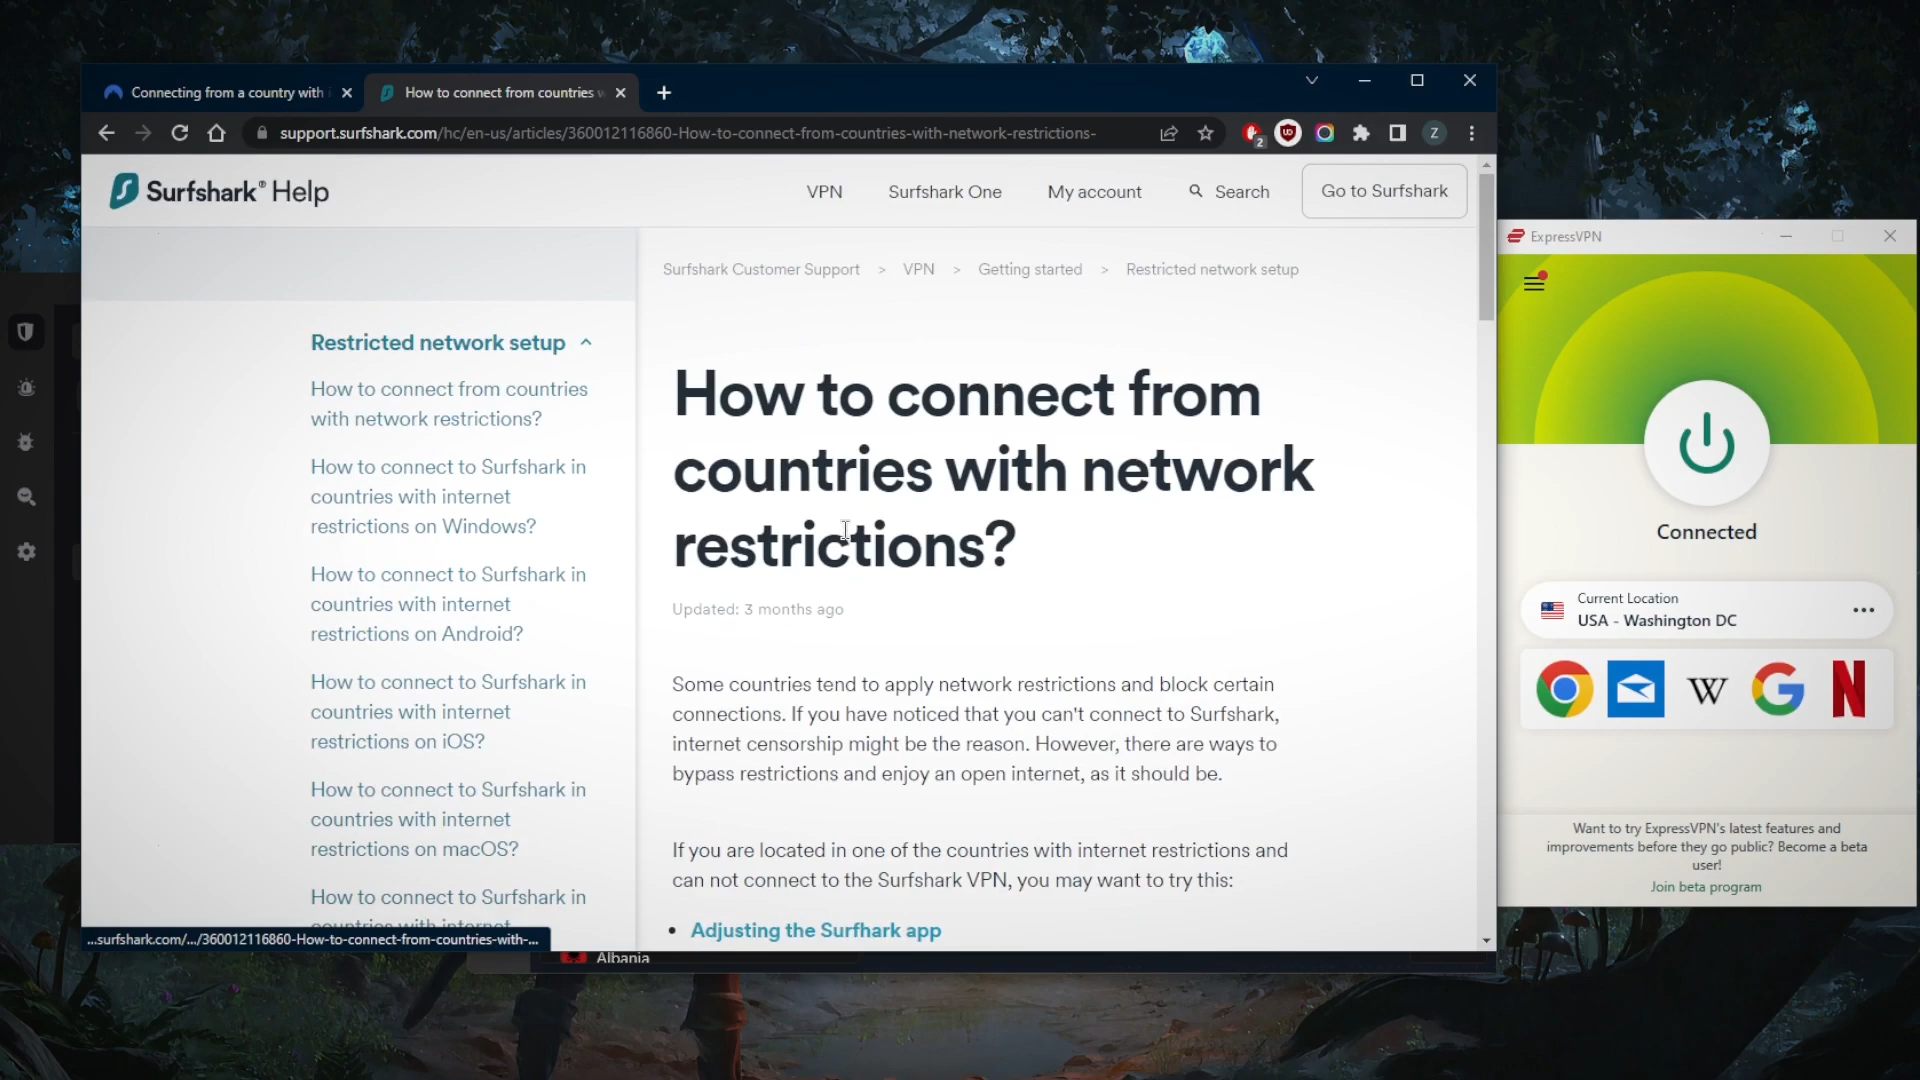 Connecting from a country with
How to connect from countries
support.surfshark.com/hc/en-us/articles/360012116860-How-to-connect-from-countries-with-network-restrictions-
2
Z
Surfshark® Help
VPN
Surfshark One
My account
Search
Go to Surfshark
Surfshark Customer Support > VPN > Getting started > Restricted network setup
Restricted network setup
How to connect from countries
with network restrictions?
How to connect to Surfshark in
countries with internet
restrictions on Windows?
How to connect to Surfshark in
countries with internet
restrictions on Android?
How to connect to Surfshark in
countries with internet
restrictions on iOS?
How to connect to Surfshark in
countries with internet
restrictions on macOS?
How to connect to Surfshark in
countries with internet
...surfshark.com/.../360012116860-How-to-connect-from-countries-with-...
How to connect from
countries with network
restrictions?
Updated: 3 months ago
Some countries tend to apply network restrictions and block certain
connections. If you have noticed that you can't connect to Surfshark,
internet censorship might be the reason. However, there are ways to
bypass restrictions and enjoy an open internet, as it should be.
If you are located in one of the countries with internet restrictions and
can not connect to the Surfshark VPN, you may want to try this:
• Adjusting the Surfhark app
Albania
ExpressVPN
Connected
Current Location
USA - Washington DC
W
G
N
Want to try ExpressVPN's latest features and
improvements before they go public? Become a beta
user!
Join beta program